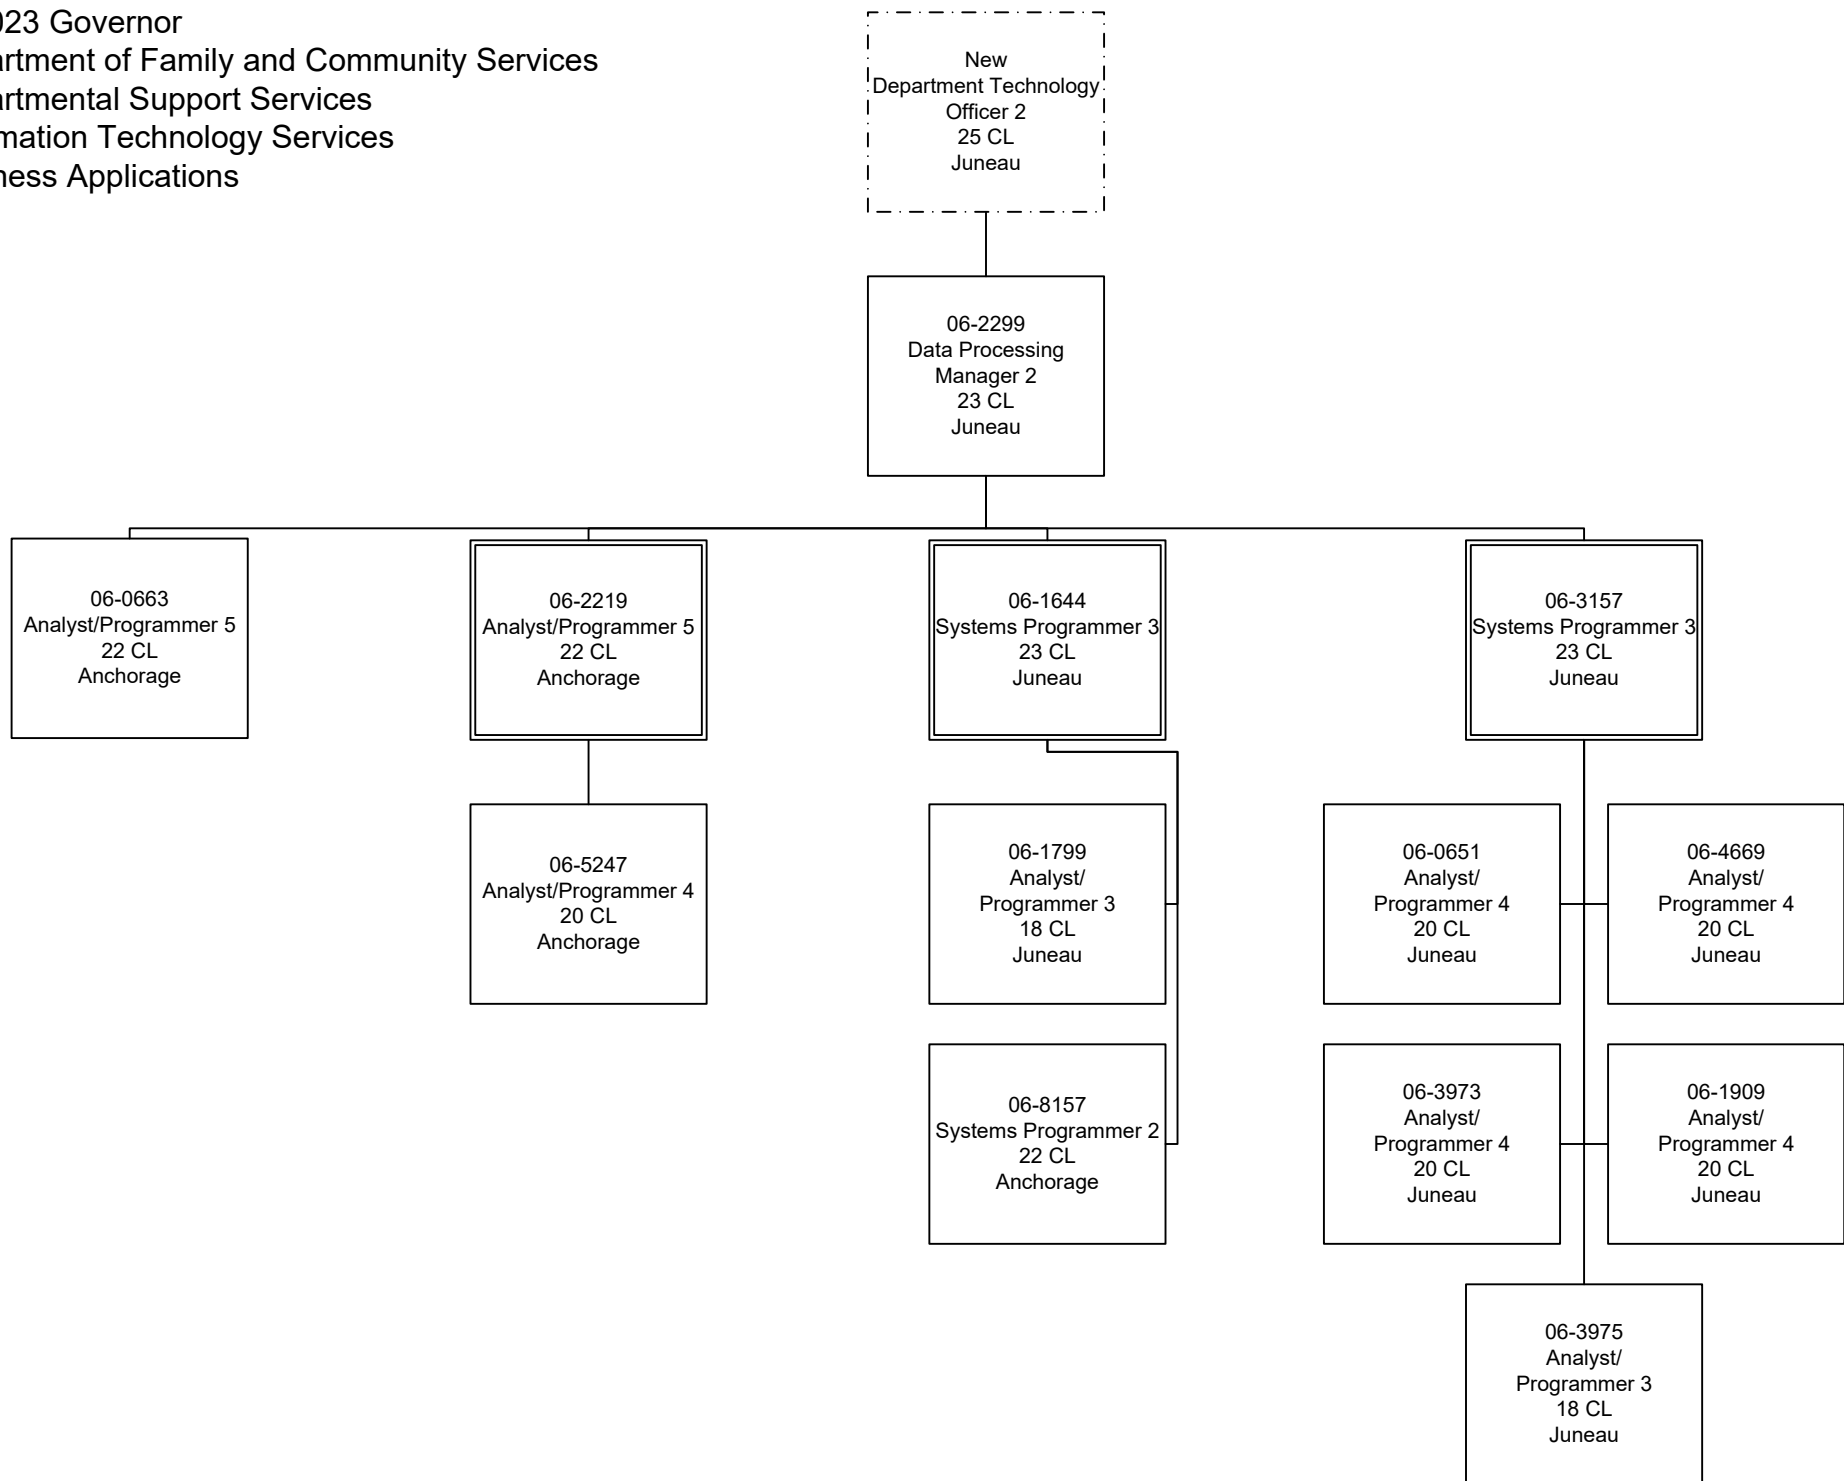 023 Governor
artment of Family and Community Services
artmental Support Services
mation Technology Services
ness Applications
New
Department Technology
Officer 2
25 CL
Juneau
06-2299
Data Processing
Manager 2
23 CL
Juneau
06-0663
Analyst/Programmer 5
22 CL
Anchorage
06-2219
Analyst/Programmer 5
22 CL
Anchorage
06-1644
Systems Programmer 3
23 CL
Juneau
06-3157
Systems Programmer 3
23 CL
Juneau
06-5247
Analyst/Programmer 4
20 CL
Anchorage
06-1799
Analyst/
Programmer 3
18 CL
Juneau
06-0651
Analyst/
Programmer 4
20 CL
Juneau
06-4669
Analyst/
Programmer 4
20 CL
Juneau
06-8157
Systems Programmer 2
22 CL
Anchorage
06-3973
Analyst/
Programmer 4
20 CL
Juneau
06-1909
Analyst/
Programmer 4
20 CL
Juneau
06-3975
Analyst/
Programmer 3
18 CL
Juneau